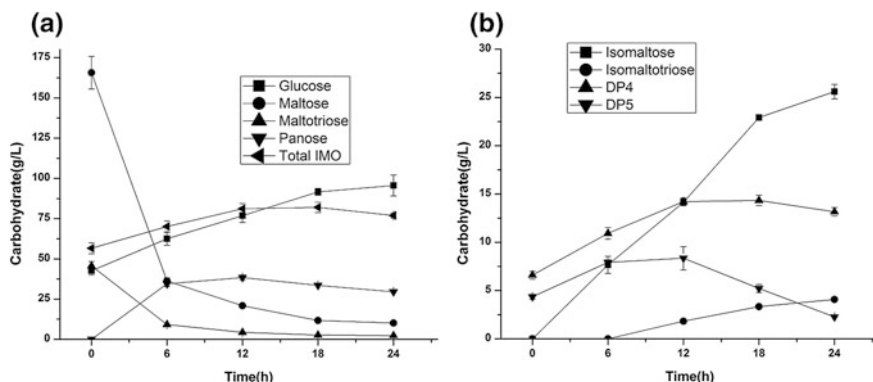 (a)
175
150
125
100
75
50
25
0
Carbohydrate(g/L)
Glucose
Maltose
Maltotriose
Panose
Total IMO
0 6 12 18 24
Time(h)
(b)
30
25
20
15
10
5
0
Carbohydrate(g/L)
Isomaltose
Isomaltotriose
DP4
DP5
0 6 12 18 24
Time(h)